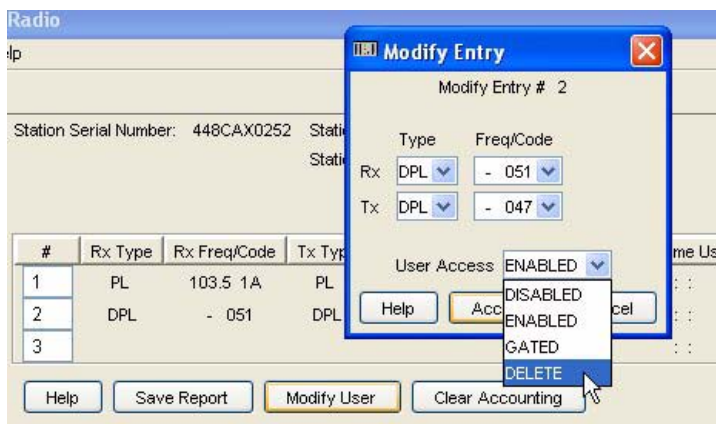 Radio
elp
Modify Entry
Modify Entry # 2
Station Serial Number: 448CAX0252 Stati
Stati
Type Freq/Code
Rx DPL - 051
Tx DPL - 047
# Rx Type Rx Freq/Code Tx Typ me Us
1 PL 103.5 1A PL : :
2 DPL - 051 DPL : :
3 : :
User Access ENABLED
DISABLED
ENABLED
GATED
DELETE
Help Acc cel
Help Save Report Modify User Clear Accounting